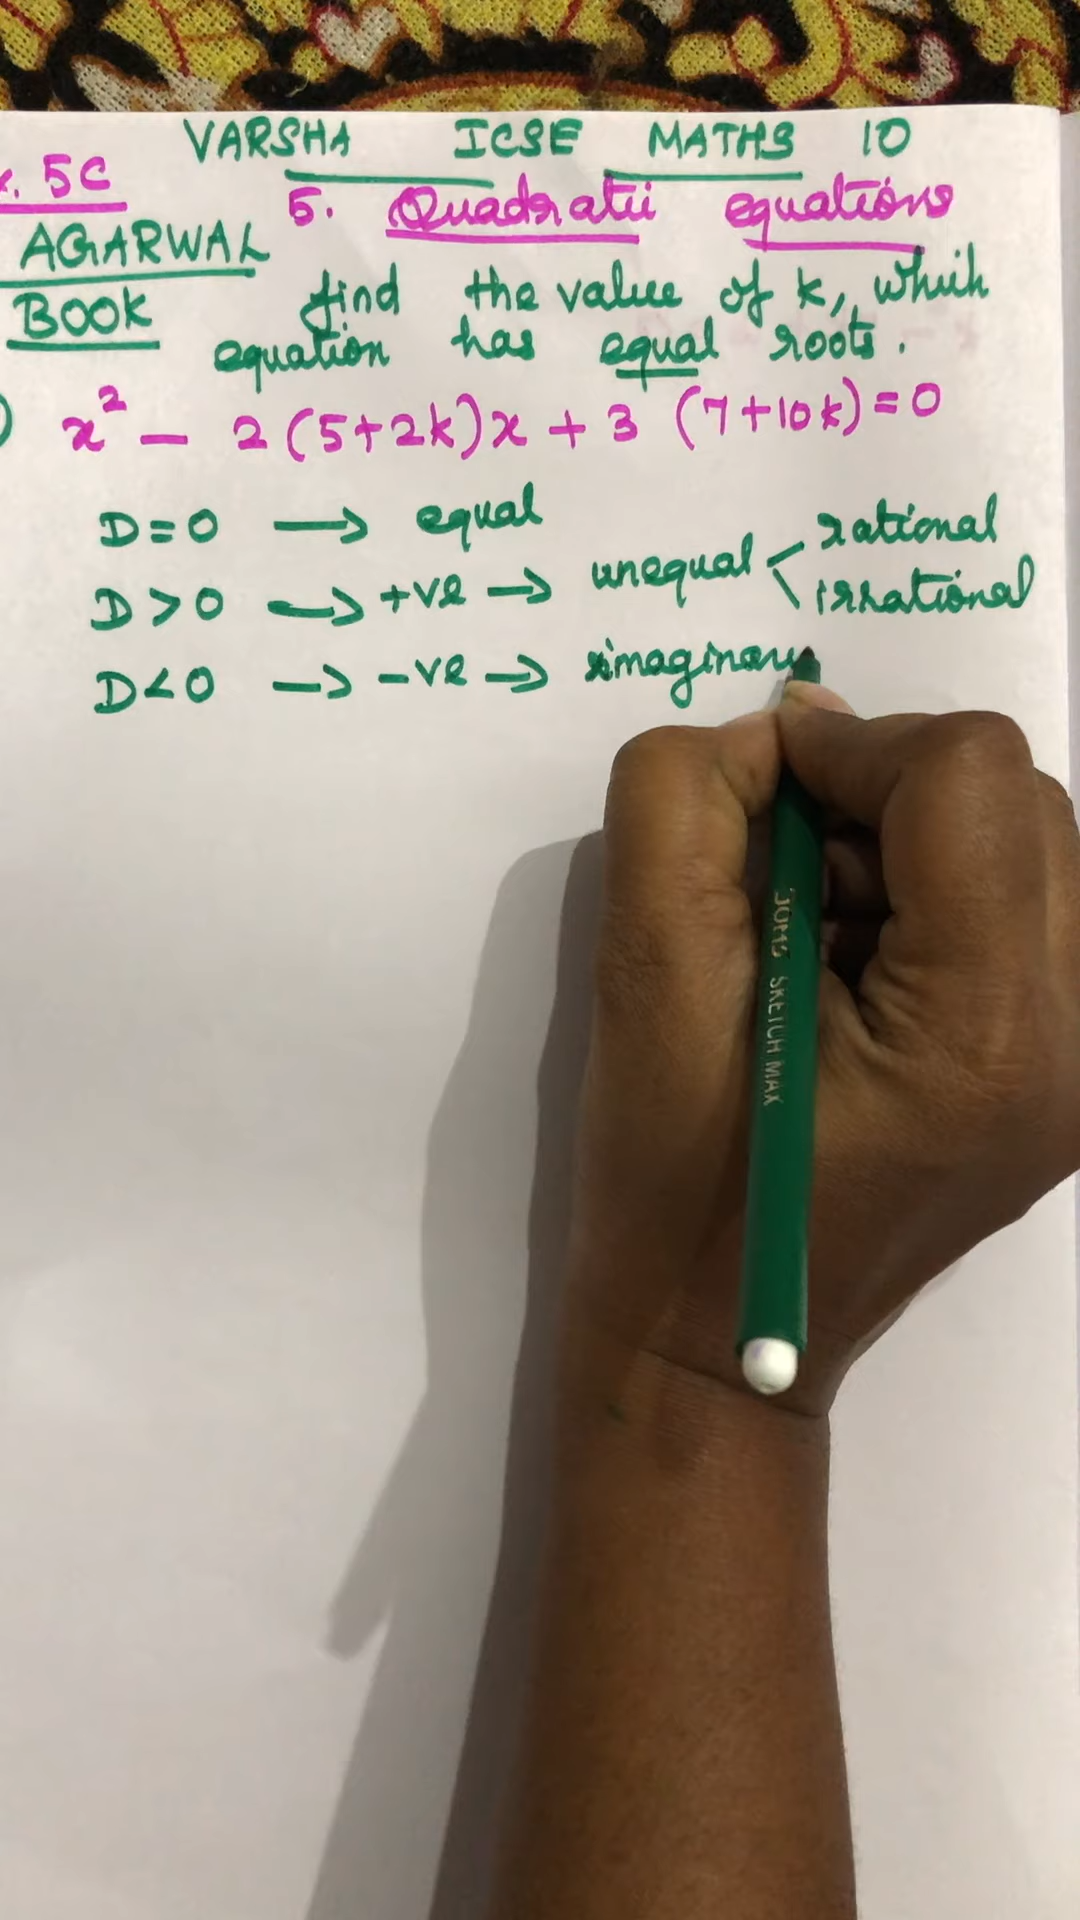 VARSHA ICSE MATHS 10
. 5C
5. Quadratic equations
AGARWAL
BOOK
find the value of k, which
equation has equal roots.
) x² - 2(5+2k)x + 3 (7+10k)=0
D=0 → equal
D>0 → +ve → unequal < rational
irrational
D<0 → -ve → imaginary
DOMS SKETCH MAX